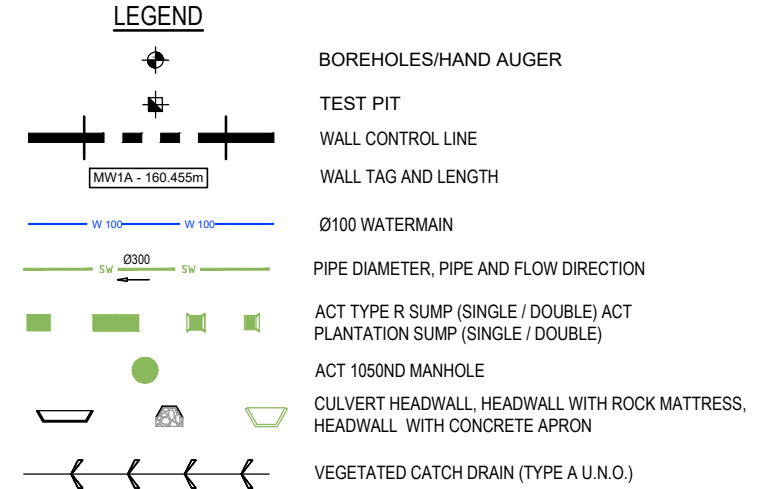 LEGEND
BOREHOLES/HAND AUGER
TEST PIT
WALL CONTROL LINE
MW1A - 160.455m
WALL TAG AND LENGTH
W 100 W 100
Ø100 WATERMAIN
SW Ø300 SW
PIPE DIAMETER, PIPE AND FLOW DIRECTION
ACT TYPE R SUMP (SINGLE / DOUBLE) ACT
PLANTATION SUMP (SINGLE / DOUBLE)
ACT 1050ND MANHOLE
CULVERT HEADWALL, HEADWALL WITH ROCK MATTRESS,
HEADWALL WITH CONCRETE APRON
VEGETATED CATCH DRAIN (TYPE A U.N.O.)